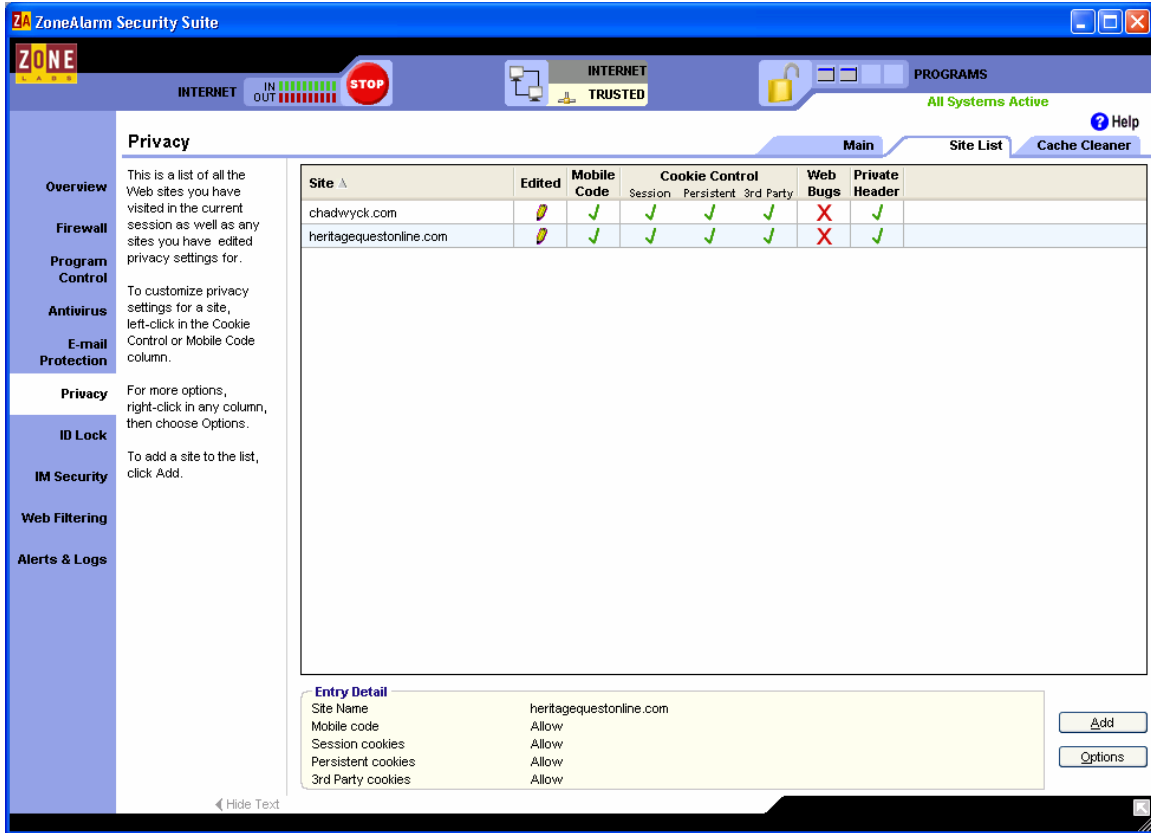 ZA ZoneAlarm Security Suite
ZONE
LABS
INTERNET
IN
OUT
STOP
INTERNET
TRUSTED
PROGRAMS
All Systems Active
? Help
Privacy
Main
Site List
Cache Cleaner
Overview
Firewall
Program
Control
Antivirus
E-mail
Protection
Privacy
ID Lock
IM Security
Web Filtering
Alerts & Logs
This is a list of all the
Web sites you have
visited in the current
session as well as any
sites you have edited
privacy settings for.
To customize privacy
settings for a site,
left-click in the Cookie
Control or Mobile Code
column.
For more options,
right-click in any column,
then choose Options.
To add a site to the list,
click Add.
Hide Text
Site
Edited
Mobile
Code
Cookie Control
Session Persistent 3rd Party
Web
Bugs
Private
Header
chadwyck.com
heritagequestonline.com
Entry Detail
Site Name heritagequestonline.com
Mobile code Allow
Session cookies Allow
Persistent cookies Allow
3rd Party cookies Allow
Add
Options